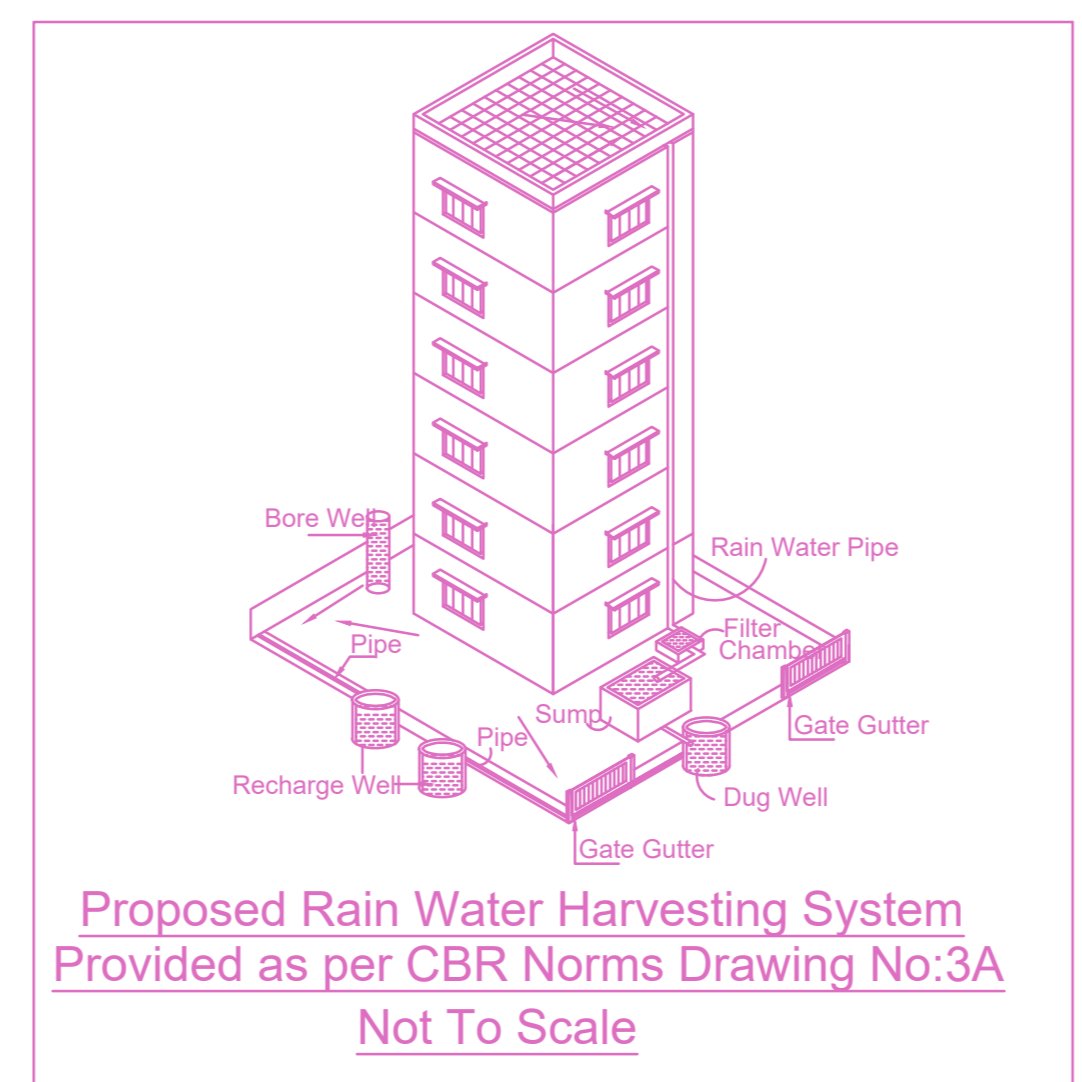 Bore Well
Rain Water Pipe
Filter
Chamber
Pipe
Sump
Gate Gutter
Pipe
Recharge Well
Dug Well
Gate Gutter
Proposed Rain Water Harvesting System
Provided as per CBR Norms Drawing No:3A
Not To Scale